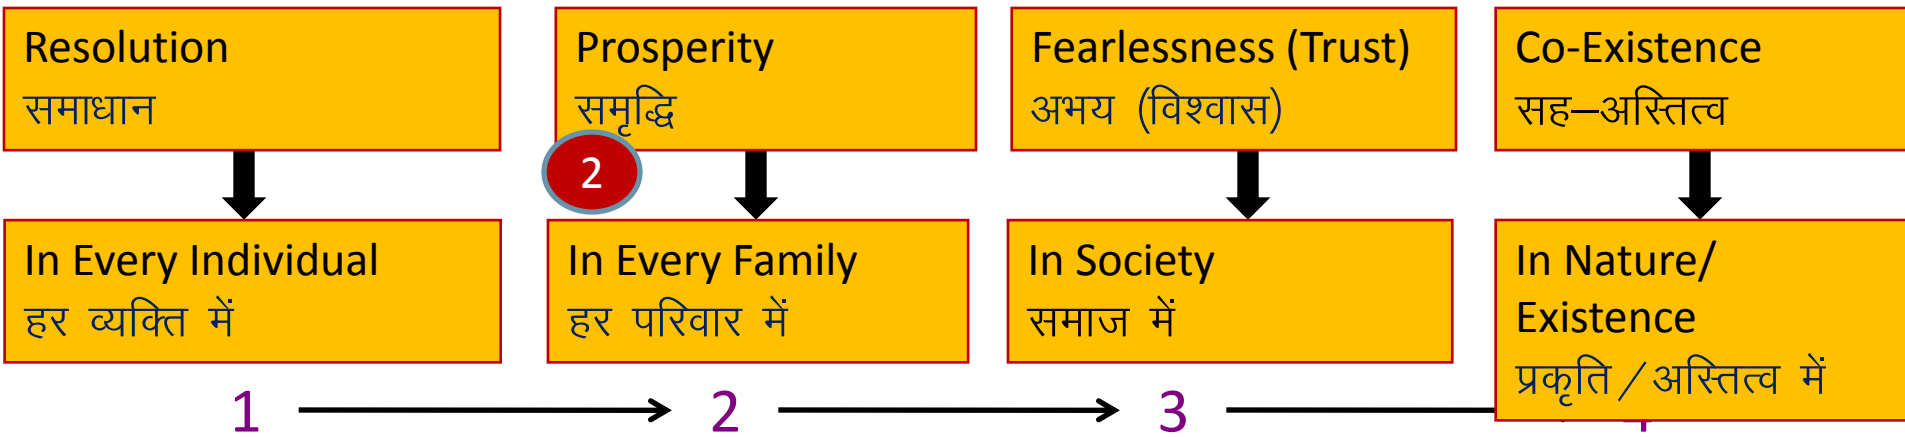 Resolution
समाधान
Prosperity
समृद्धि
Fearlessness (Trust)
अभय (विश्वास)
Co-Existence
सह–अस्तित्व
2
In Every Individual
हर व्यक्ति में
In Every Family
हर परिवार में
In Society
समाज में
In Nature/
Existence
प्रकृति / अस्तित्व में
1
2
3